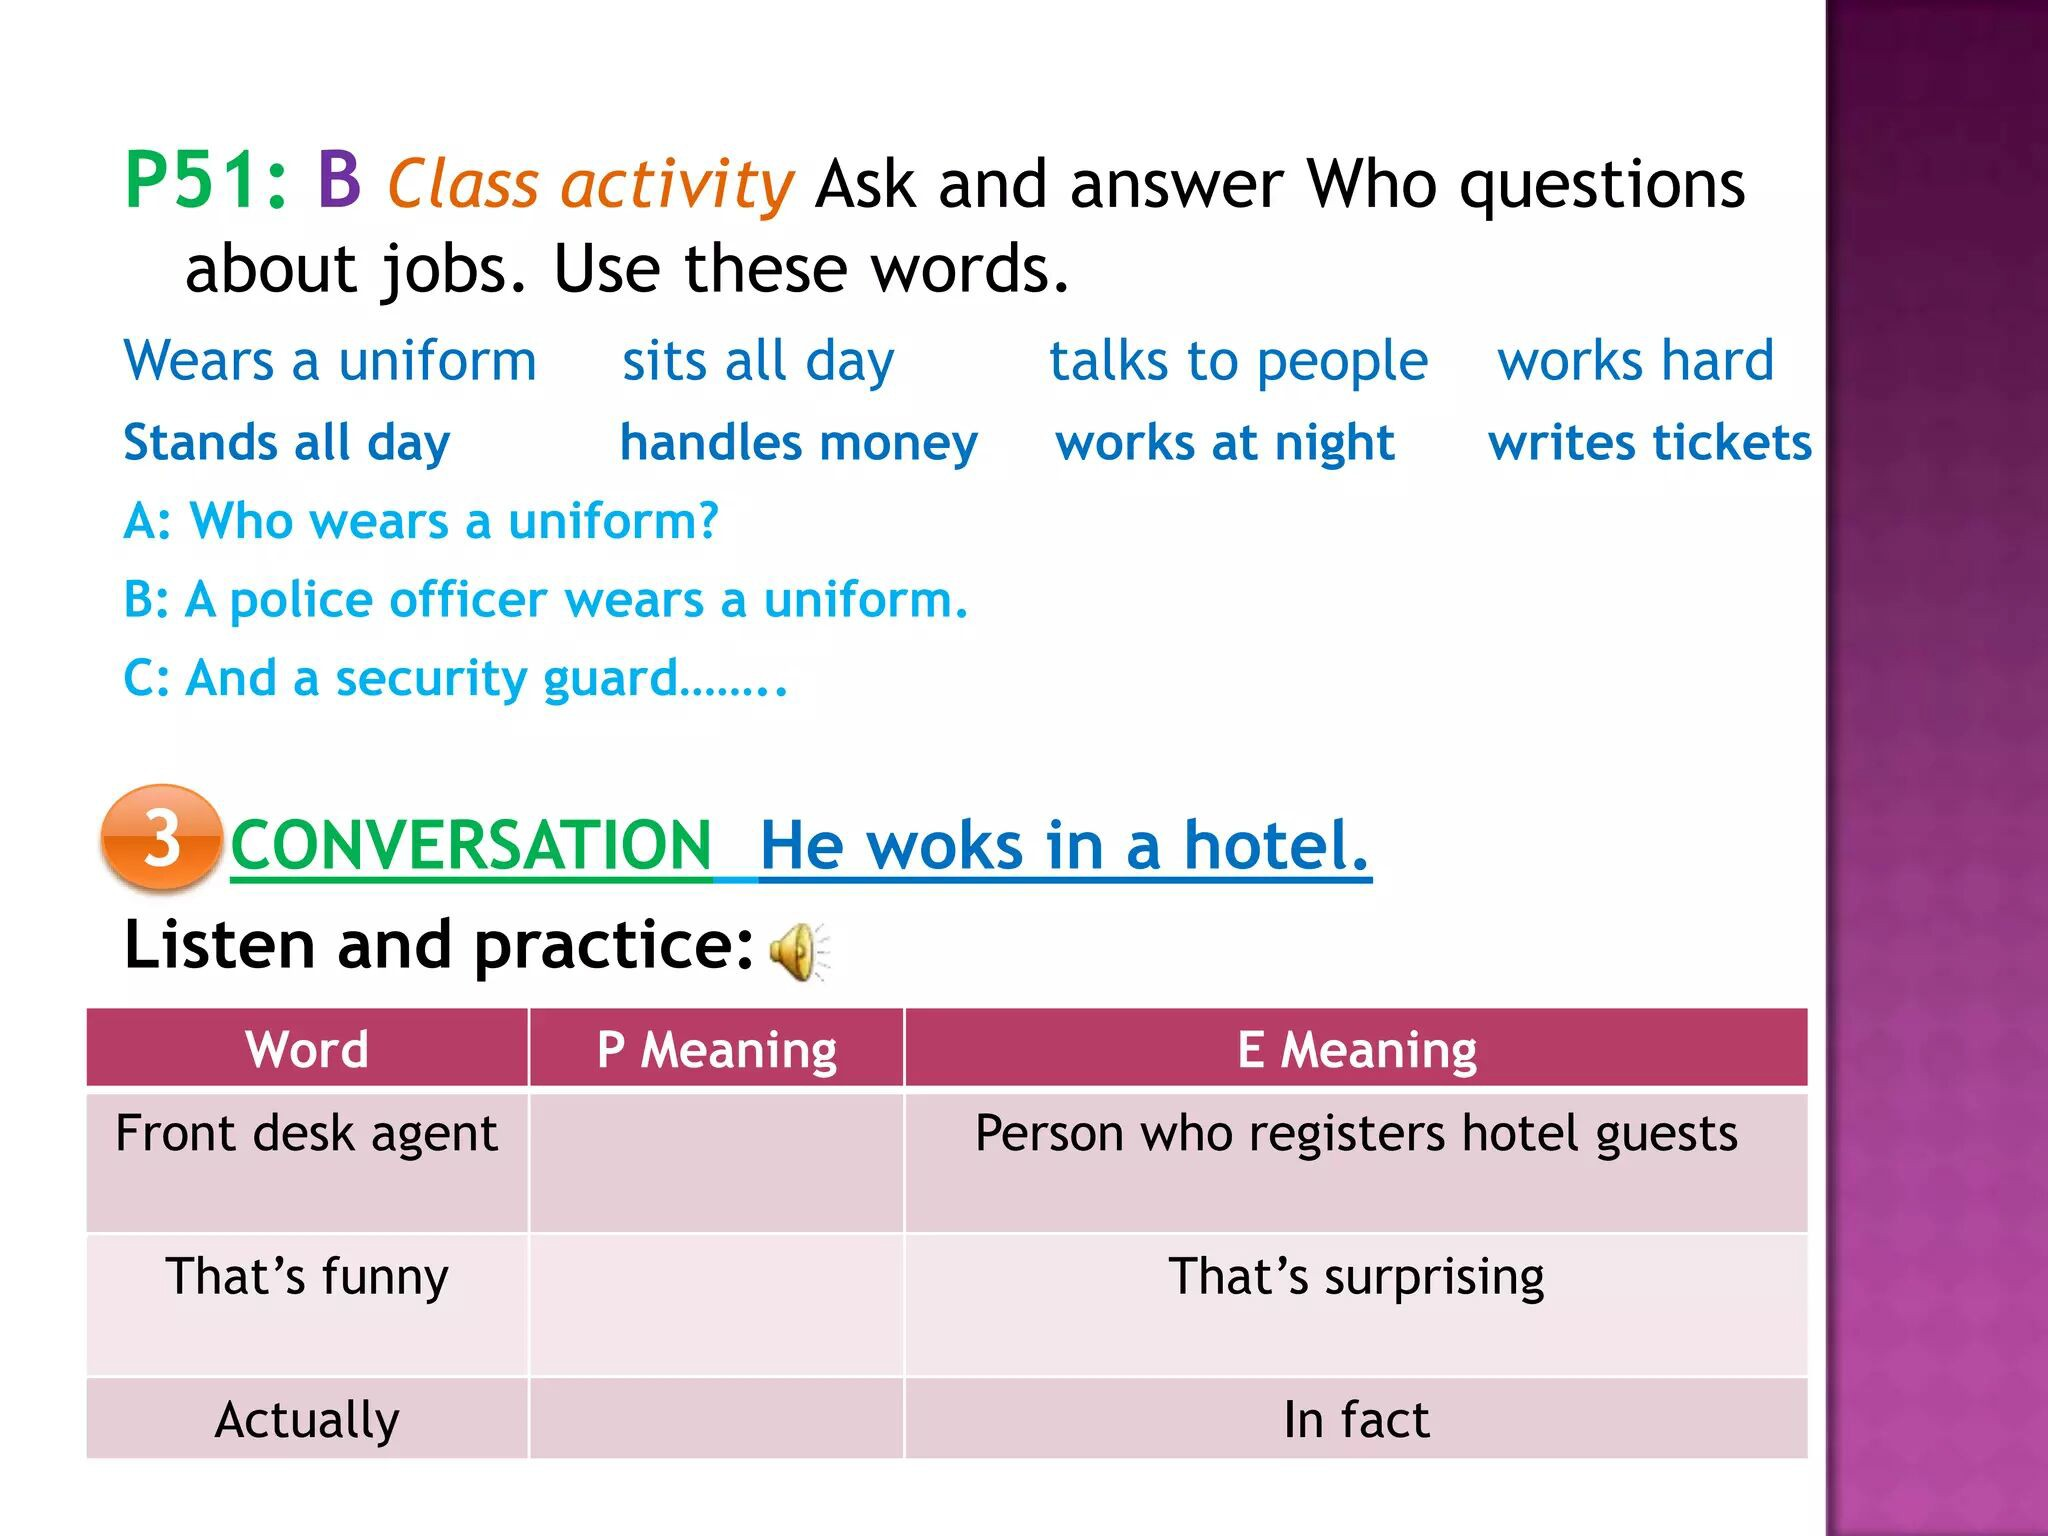 P51: B Class activity Ask and answer Who questions
about jobs. Use these words.
Wears a uniform sits all day talks to people works hard
Stands all day handles money works at night writes tickets
A: Who wears a uniform?
B: A police officer wears a uniform.
C: And a security guard……..
3 CONVERSATION He woks in a hotel.
Listen and practice:
Word P Meaning E Meaning
Front desk agent Person who registers hotel guests
That’s funny That’s surprising
Actually In fact